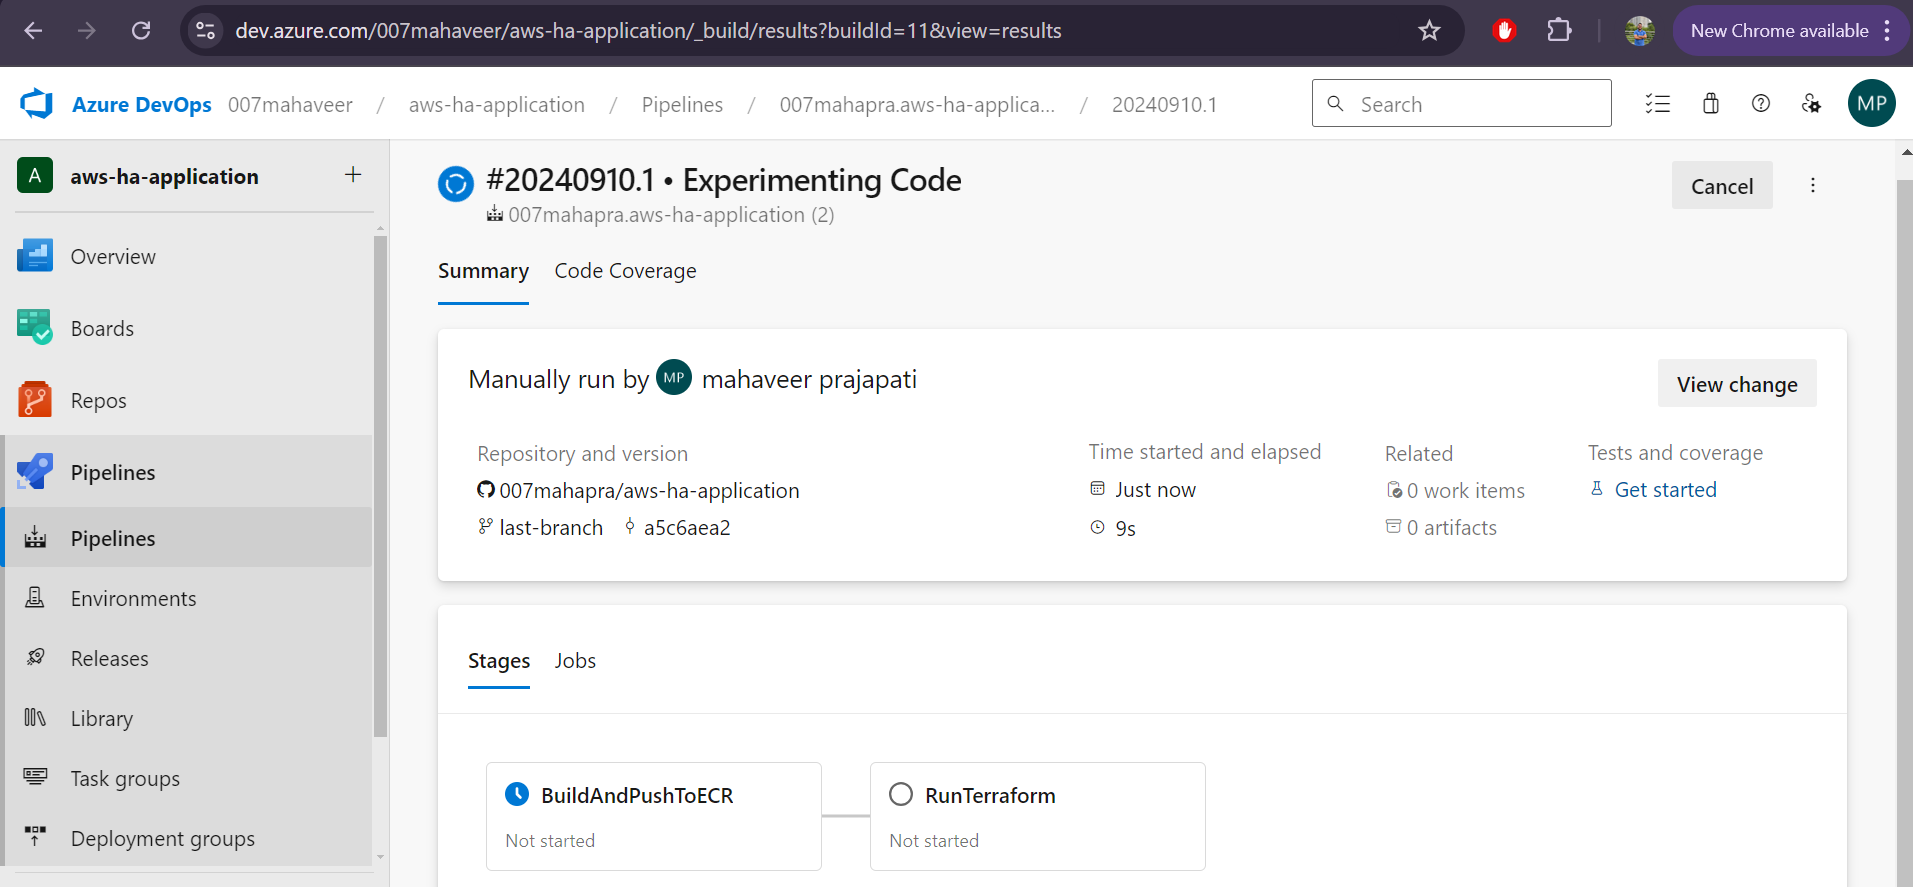 dev.azure.com/007mahaveer/aws-ha-application/_build/results?buildId=11&view=results
New Chrome available
Azure DevOps 007mahaveer / aws-ha-application / Pipelines / 007mahapra.aws-ha-applica... / 20240910.1
Search
MP
A aws-ha-application +
Overview
Boards
Repos
Pipelines
Pipelines
Environments
Releases
Library
Task groups
Deployment groups
#20240910.1 • Experimenting Code
007mahapra.aws-ha-application (2)
Cancel
Summary Code Coverage
Manually run by MP mahaveer prajapati
View change
Repository and version
007mahapra/aws-ha-application
last-branch a5c6aea2
Time started and elapsed
Just now
9s
Related
0 work items
0 artifacts
Tests and coverage
Get started
Stages Jobs
BuildAndPushToECR
Not started
RunTerraform
Not started